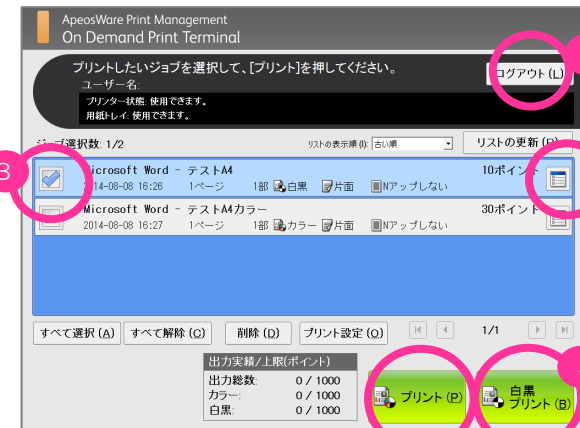 ApeosWare Print Management
On Demand Print Terminal
プリントしたいジョブを選択して、[プリント]を押してください。
ログアウト (L)
ユーザー名:
プリンター状態: 使用できます。
用紙トレイ: 使用できます。
ジョブ選択数: 1/2
リストの表示順 (I): 古い順
リストの更新 (R)
3
Microsoft Word - テストA4
10ポイント
2014-08-08 16:26 1ページ 1部 白黒 片面 Nアップしない
Microsoft Word - テストA4カラー
30ポイント
2014-08-08 16:27 1ページ 1部 カラー 片面 Nアップしない
すべて選択 (A) すべて解除 (C) 削除 (D) プリント設定 (O) 1/1
出力実績/上限(ポイント)
出力総数: 0 / 1000
カラー: 0 / 1000
白黒: 0 / 1000
プリント (P)
白黒
プリント (B)